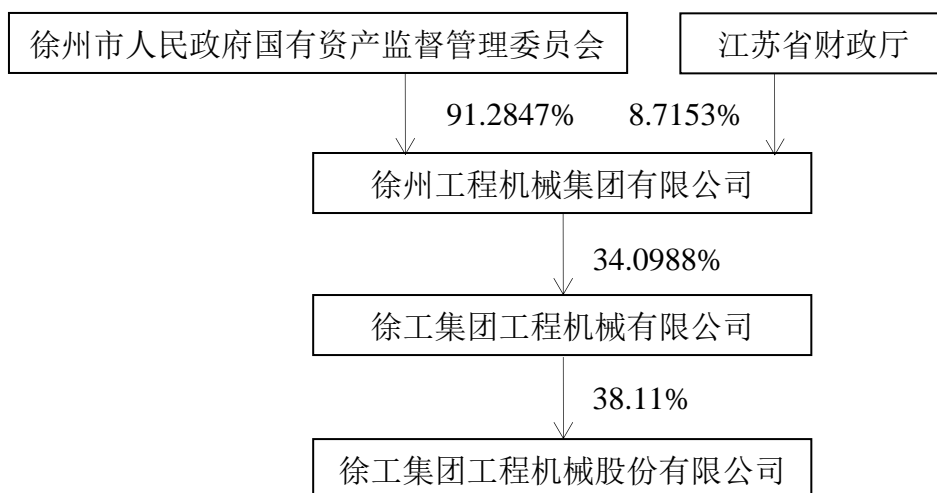 徐州市人民政府国有资产监督管理委员会
江苏省财政厅
91.2847%
8.7153%
徐州工程机械集团有限公司
34.0988%
徐工集团工程机械有限公司
38.11%
徐工集团工程机械股份有限公司